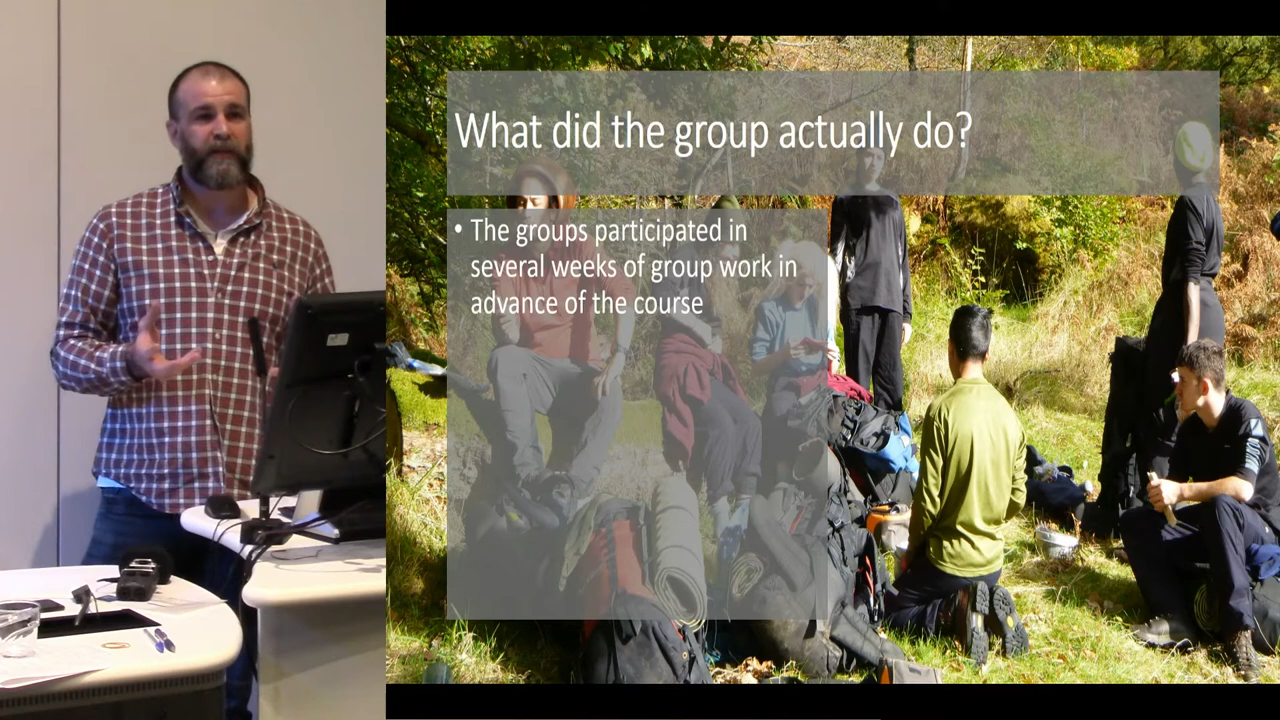 What did the group actually do?
• The groups participated in
several weeks of group work in
advance of the course